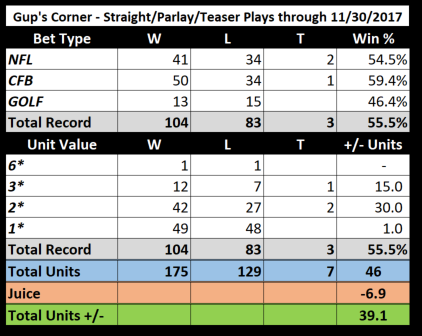 Gup's Corner - Straight/Parlay/Teaser Plays through 11/30/2017
Bet Type W L T Win %
NFL 41 34 2 54.5%
CFB 50 34 1 59.4%
GOLF 13 15 46.4%
Total Record 104 83 3 55.5%
Unit Value W L T +/- Units
6* 1 1 -
3* 12 7 1 15.0
2* 42 27 2 30.0
1* 49 48 1.0
Total Record 104 83 3 55.5%
Total Units 175 129 7 46
Juice -6.9
Total Units +/- 39.1